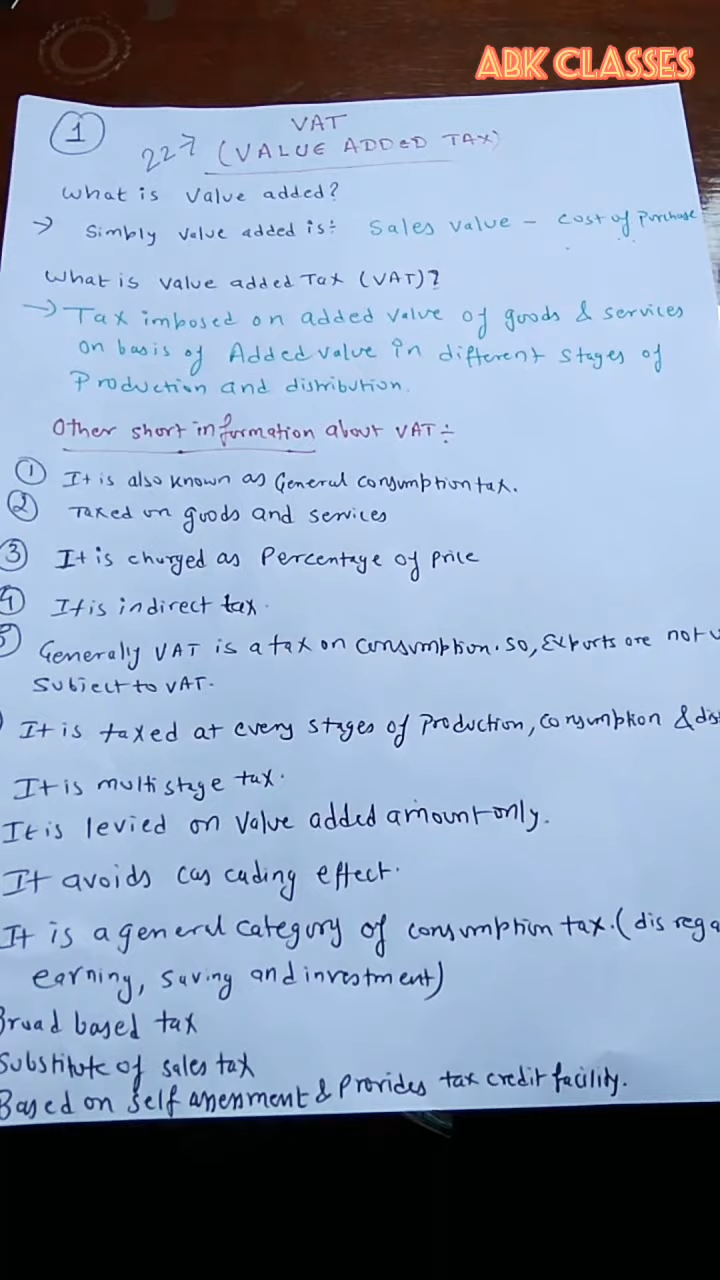 ABK CLASSES
1
VAT
227 (VALUE ADDED TAX)
What is value added?
→ Simply value added is÷ Sales value - cost of purchase
What is value added Tax (VAT)?
→ Tax imposed on added value of goods & services
on basis of Added value in different stages of
Production and distribution.
Other short information about VAT÷
1 It is also known as General consumption tax.
2 Taxed on goods and services
3 It is charged as Percentage of price
4 It is indirect tax.
5 Generally VAT is a tax on consumption. so, Exports are not
Subject to VAT.
It is taxed at every stages of Production, consumption & dis
It is multi stage tax.
It is levied on value added amount only.
It avoids cascading effect.
It is a general category of consumption tax. (disrega
earning, saving and investment)
Broad based tax
Substitute of sales tax
Based on self assessment & provides tax credit facility.